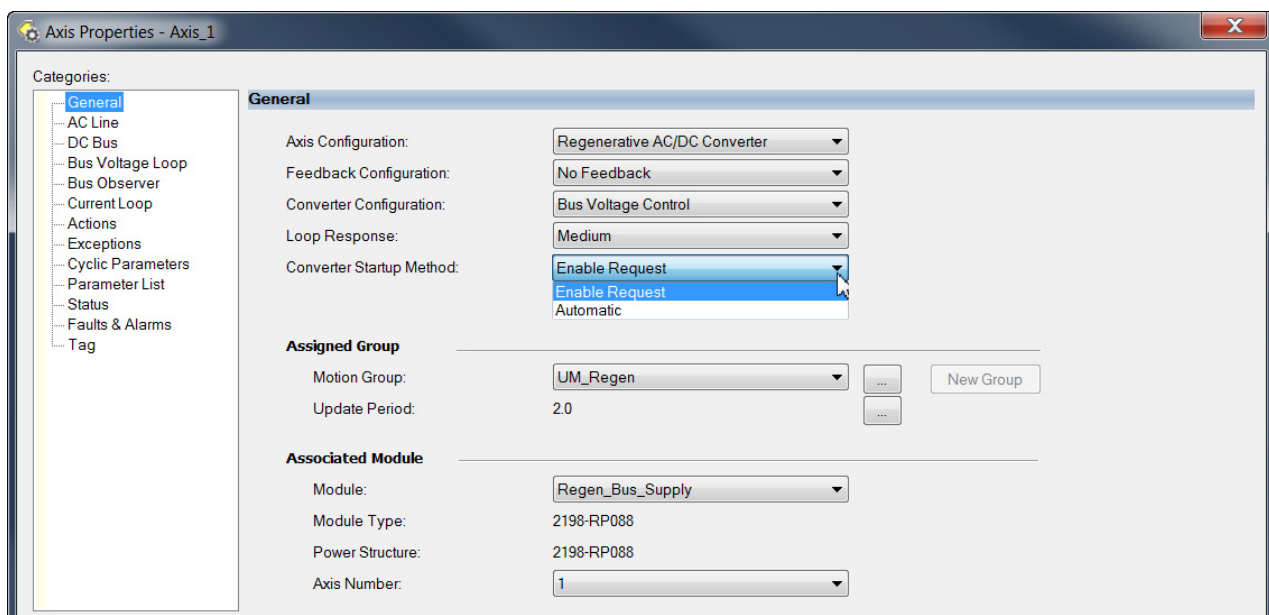 Axis Properties - Axis_1
X
Categories:
General
AC Line
DC Bus
Bus Voltage Loop
Bus Observer
Current Loop
Actions
Exceptions
Cyclic Parameters
Parameter List
Status
Faults & Alarms
Tag
General
Axis Configuration: Regenerative AC/DC Converter
Feedback Configuration: No Feedback
Converter Configuration: Bus Voltage Control
Loop Response: Medium
Converter Startup Method: Enable Request
Enable Request
Automatic
Assigned Group
Motion Group: UM_Regen ... New Group
Update Period: 2.0 ...
Associated Module
Module: Regen_Bus_Supply
Module Type: 2198-RP088
Power Structure: 2198-RP088
Axis Number: 1